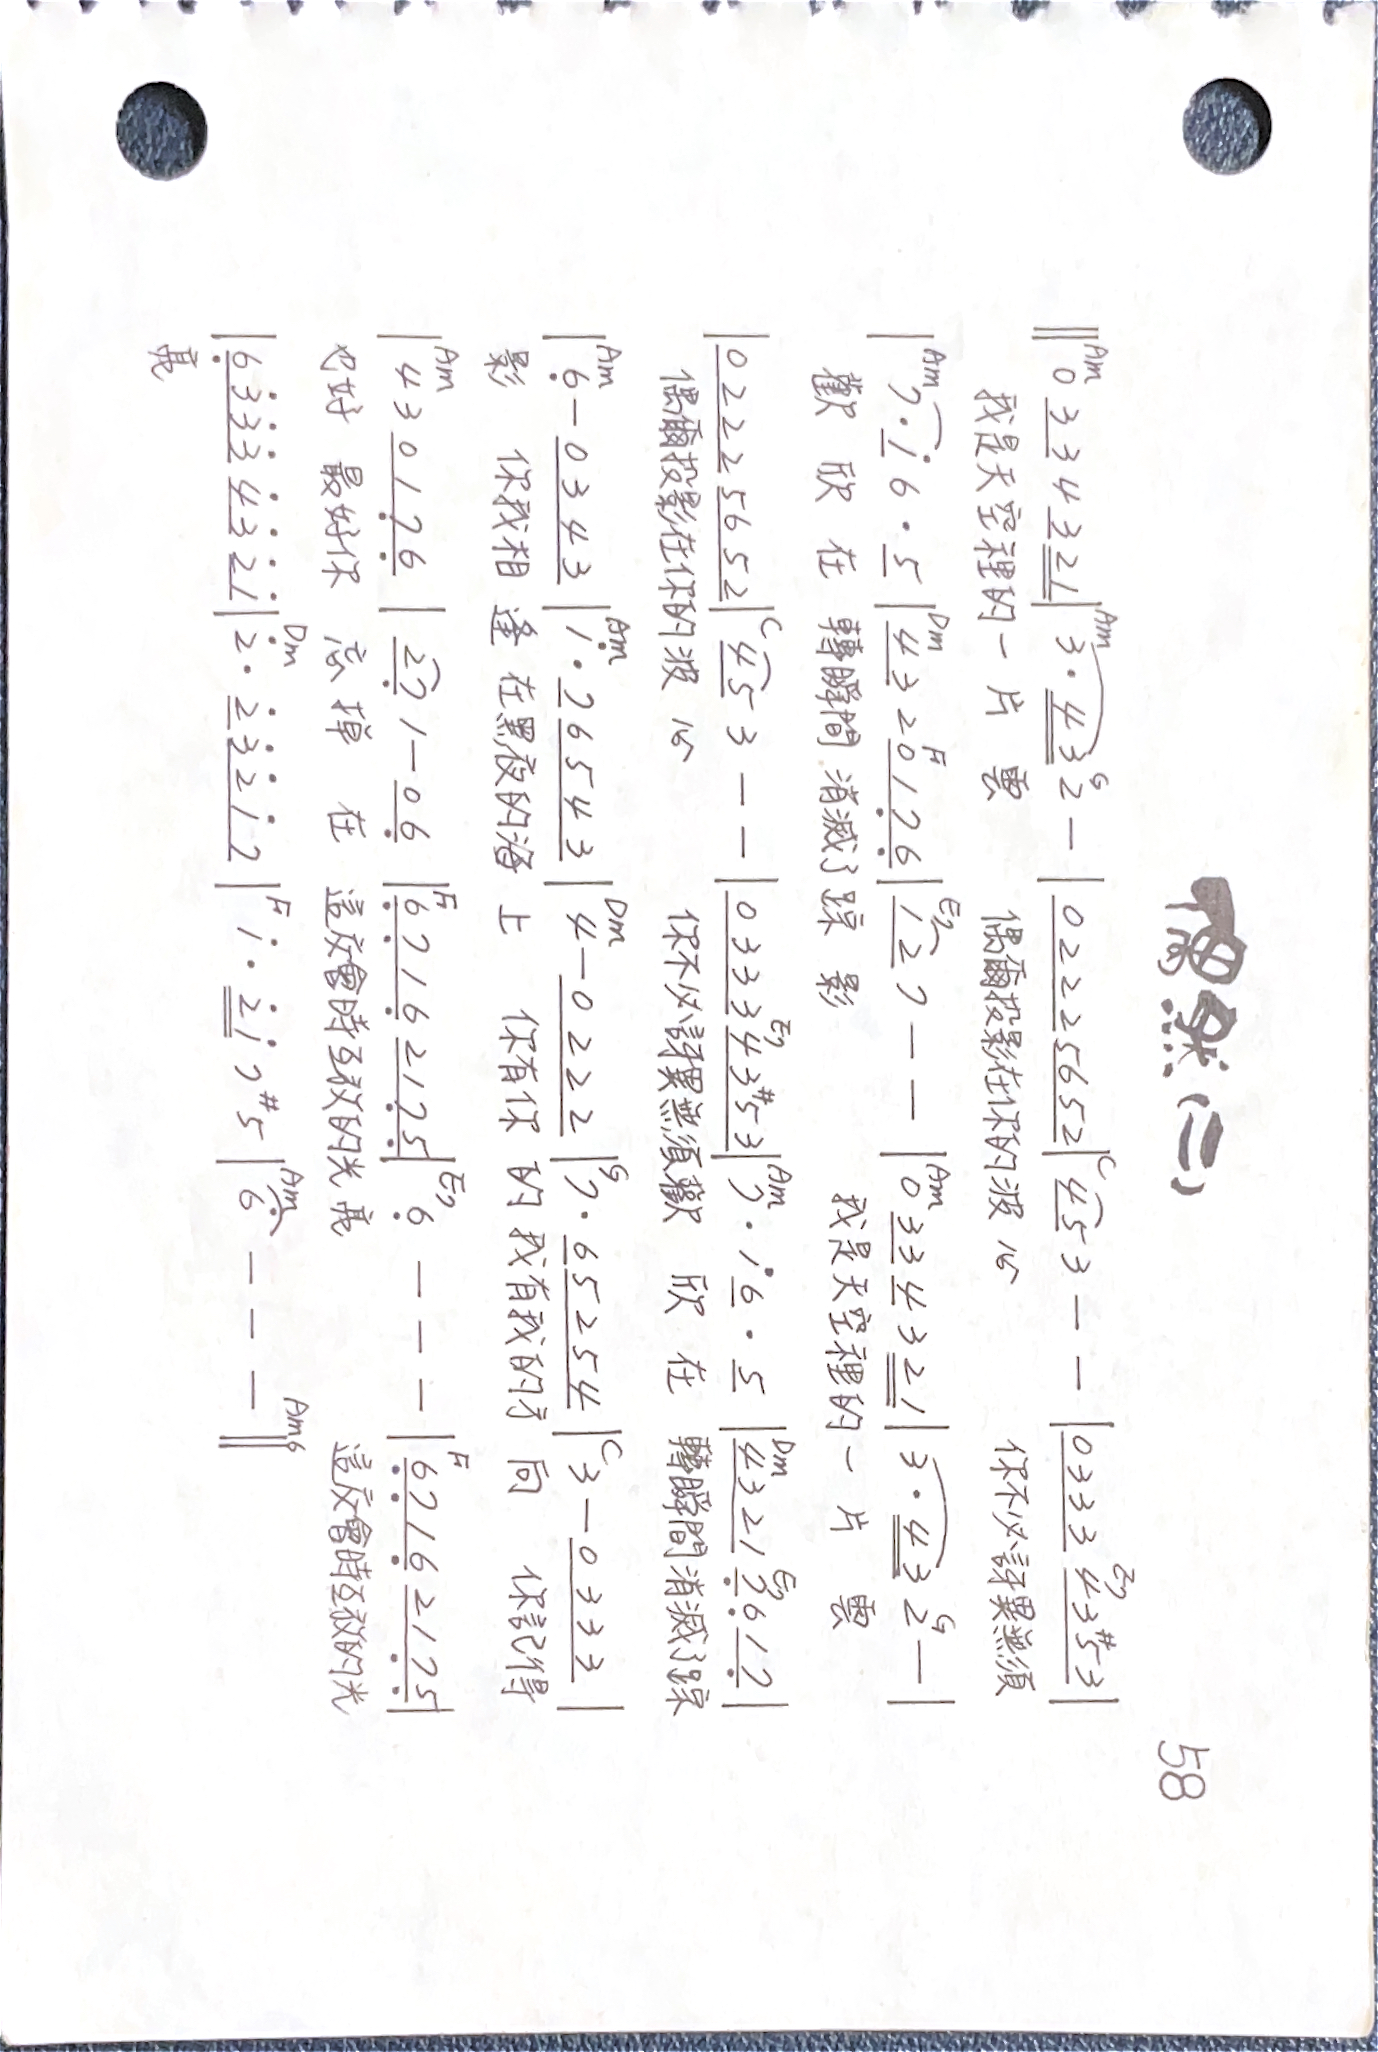 偶然(二)
58
Am Am G C E7
‖ 0 3 3 4 3 2 1 | 3 · 4 3 2 — | 0 2 2 2 5 6 5 2 | 4 5 3 — — | 0 3 3 3 4 3 #5 3 |
我是天空裡的一片雲 偶爾投影在你的波心 你不必訝異無須
Am Dm F E7 Am G
| 7 · i 6 · 5 | 4 3 2 0 1 7̣ 6̣ | 1 2 7 — — | 0 3 3 4 3 2 1 | 3 · 4 3 2 — |
歡欣在轉瞬間消滅了踪影 我是天空裡的一片雲
C E7 Am Dm E7
| 0 2 2 2 5 6 5 2 | 4 5 3 — — | 0 3 3 3 4 3 #5 3 | 7 · i 6 · 5 | 4 3 2 1 7̣ 6̣ 1 7̣ |
偶爾投影在你的波心 你不必訝異無須歡欣在轉瞬間消滅了踪
Am Am Dm G C
| 6̣ — 0 3 4 3 | i · 7 6 5 4 3 | 4 — 0 2 2 2 | 7 · 6 5 2 5 4 | 3 — 0 3 3 3 |
影 你我相逢在黑夜的海上 你有你的我有我的方向 你記得
Am F E7 F
| 4 3 0 1 7̣ 6̣ | 2 7̣ 1 — 0 6̣ | 6̣ 7̣ 1 6̣ 2 1 7̣ 5̣ | 6̣ — — — | 6̣ 7̣ 1 6̣ 2 1 7̣ 5̣ |
也好 最好你忘掉 在這交會時互放的光亮 這交會時互放的光
Dm F Am Am6
| 6̣ 3̇ 3̇ 3̇ 4̇ 3̇ 2̇ i | 2̇ · 2̇ 3̇ 2̇ i 7 | i · 2̇ i 7 #5 | 6̇ — — — ‖
亮